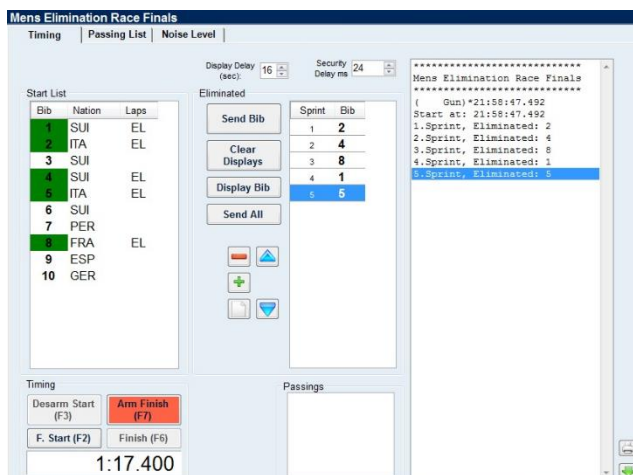 Mens Elimination Race Finals
Timing Passing List Noise Level
Display Delay (sec): 16 Security Delay ms 24
Start List
Bib Nation Laps
1 SUI EL
2 ITA EL
3 SUI
4 SUI EL
5 ITA EL
6 SUI
7 PER
8 FRA EL
9 ESP
10 GER
Eliminated
Send Bib
Clear Displays
Display Bib
Send All
Sprint Bib
1 2
2 4
3 8
4 1
5 5
****************************
Mens Elimination Race Finals
****************************
( Gun)*21:58:47.492
Start at: 21:58:47.492
1.Sprint, Eliminated: 2
2.Sprint, Eliminated: 4
3.Sprint, Eliminated: 8
4.Sprint, Eliminated: 1
5.Sprint, Eliminated: 5
Timing
Desarm Start (F3)
Arm Finish (F7)
F. Start (F2)
Finish (F6)
1:17.400
Passings